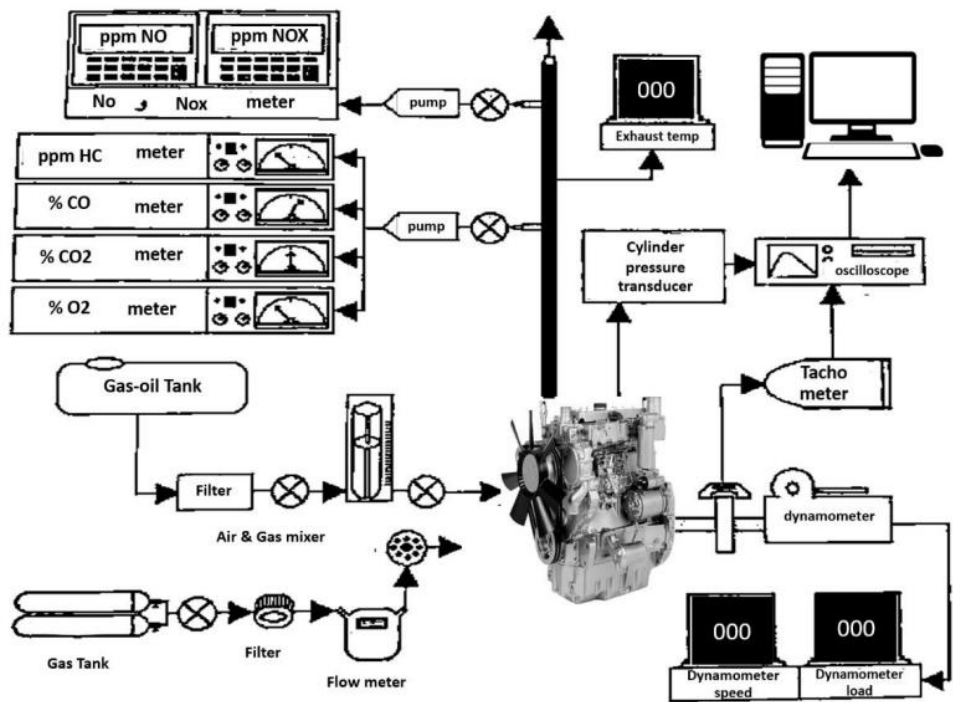 ppm NO
ppm NOX
No Nox meter
pump
000
Exhaust temp
ppm HC meter
% CO meter
% CO2 meter
% O2 meter
pump
Cylinder
pressure
transducer
oscilloscope
Gas-oil Tank
Tacho
meter
Filter
Air & Gas mixer
dynamometer
Gas Tank
Filter
Flow meter
000
000
Dynamometer
speed
Dynamometer
load